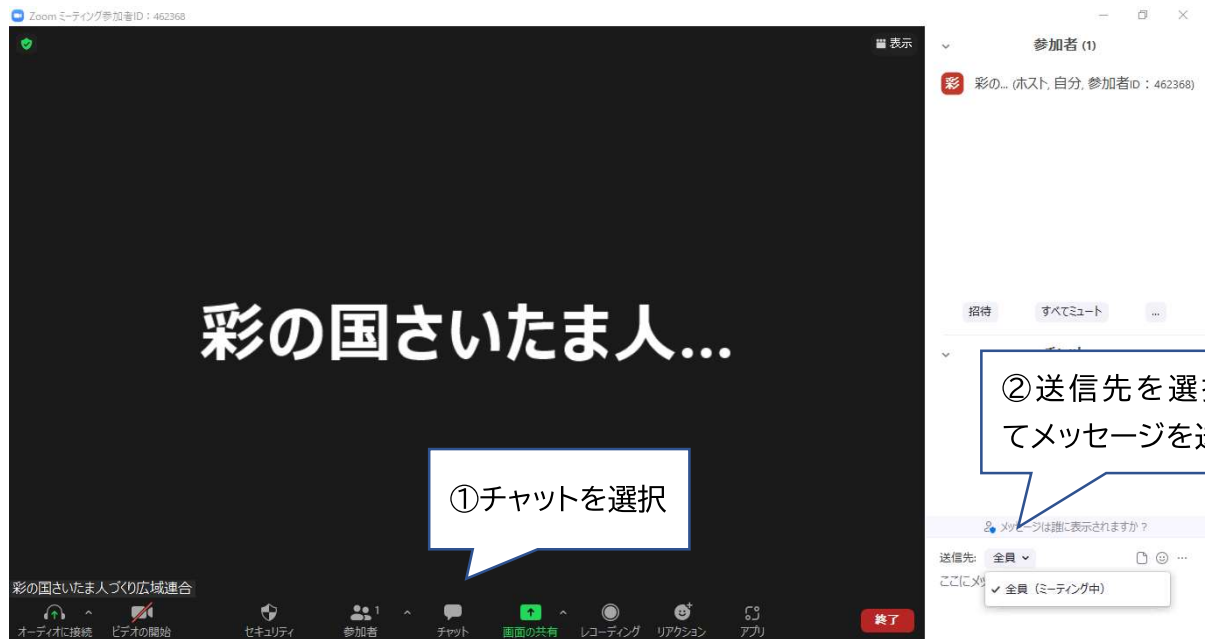 Zoom ミーティング参加者ID：462368
表示
参加者 (1)
彩
彩の... (ホスト, 自分, 参加者ID：462368)
彩の国さいたま人...
招待
すべてミュート
...
②送信先を選
てメッセージを
①チャットを選択
メッセージは誰に表示されますか？
送信先:
全員
ここにメ
全員（ミーティング中）
彩の国さいたま人づくり広域連合
オーディオに接続
ビデオの開始
セキュリティ
1
参加者
チャット
画面の共有
レコーディング
リアクション
アプリ
終了